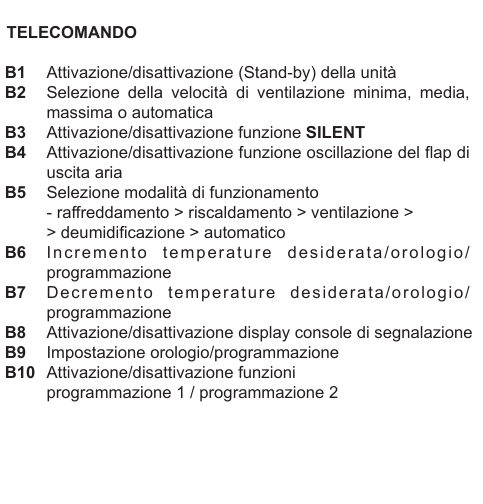 TELECOMANDO
B1 Attivazione/disattivazione (Stand-by) della unità
B2 Selezione della velocità di ventilazione minima, media,
massima o automatica
B3 Attivazione/disattivazione funzione SILENT
B4 Attivazione/disattivazione funzione oscillazione del flap di
uscita aria
B5 Selezione modalità di funzionamento
- raffreddamento > riscaldamento > ventilazione >
> deumidificazione > automatico
B6 Incremento temperature desiderata/orologio/
programmazione
B7 Decremento temperature desiderata/orologio/
programmazione
B8 Attivazione/disattivazione display console di segnalazione
B9 Impostazione orologio/programmazione
B10 Attivazione/disattivazione funzioni
programmazione 1 / programmazione 2